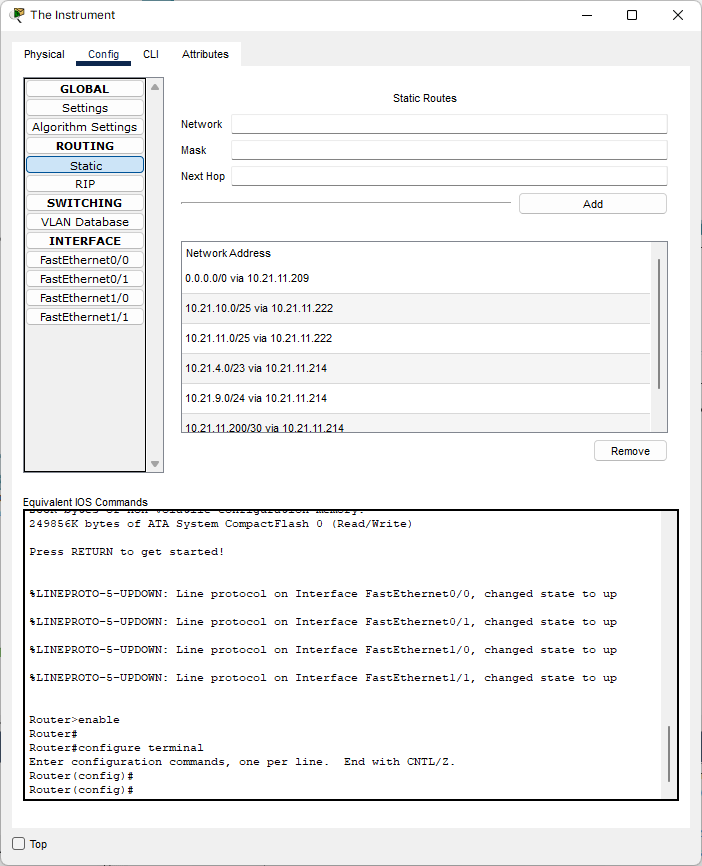 The Instrument
Physical Config CLI Attributes
GLOBAL
Settings
Algorithm Settings
ROUTING
Static
RIP
SWITCHING
VLAN Database
INTERFACE
FastEthernet0/0
FastEthernet0/1
FastEthernet1/0
FastEthernet1/1
Static Routes
Network
Mask
Next Hop
Add
Network Address
0.0.0.0/0 via 10.21.11.209
10.21.10.0/25 via 10.21.11.222
10.21.11.0/25 via 10.21.11.222
10.21.4.0/23 via 10.21.11.214
10.21.9.0/24 via 10.21.11.214
10.21.11.200/30 via 10.21.11.214
Remove
Equivalent IOS Commands
bytes of non-volatile configuration memory.
249856K bytes of ATA System CompactFlash 0 (Read/Write)
Press RETURN to get started!
%LINEPROTO-5-UPDOWN: Line protocol on Interface FastEthernet0/0, changed state to up
%LINEPROTO-5-UPDOWN: Line protocol on Interface FastEthernet0/1, changed state to up
%LINEPROTO-5-UPDOWN: Line protocol on Interface FastEthernet1/0, changed state to up
%LINEPROTO-5-UPDOWN: Line protocol on Interface FastEthernet1/1, changed state to up
Router>enable
Router#
Router#configure terminal
Enter configuration commands, one per line.  End with CNTL/Z.
Router(config)#
Router(config)#
Top